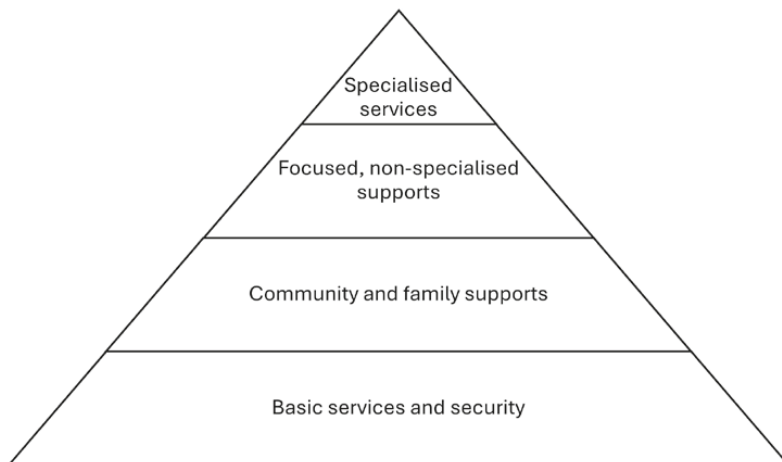 Specialised
services
Focused, non-specialised
supports
Community and family supports
Basic services and security